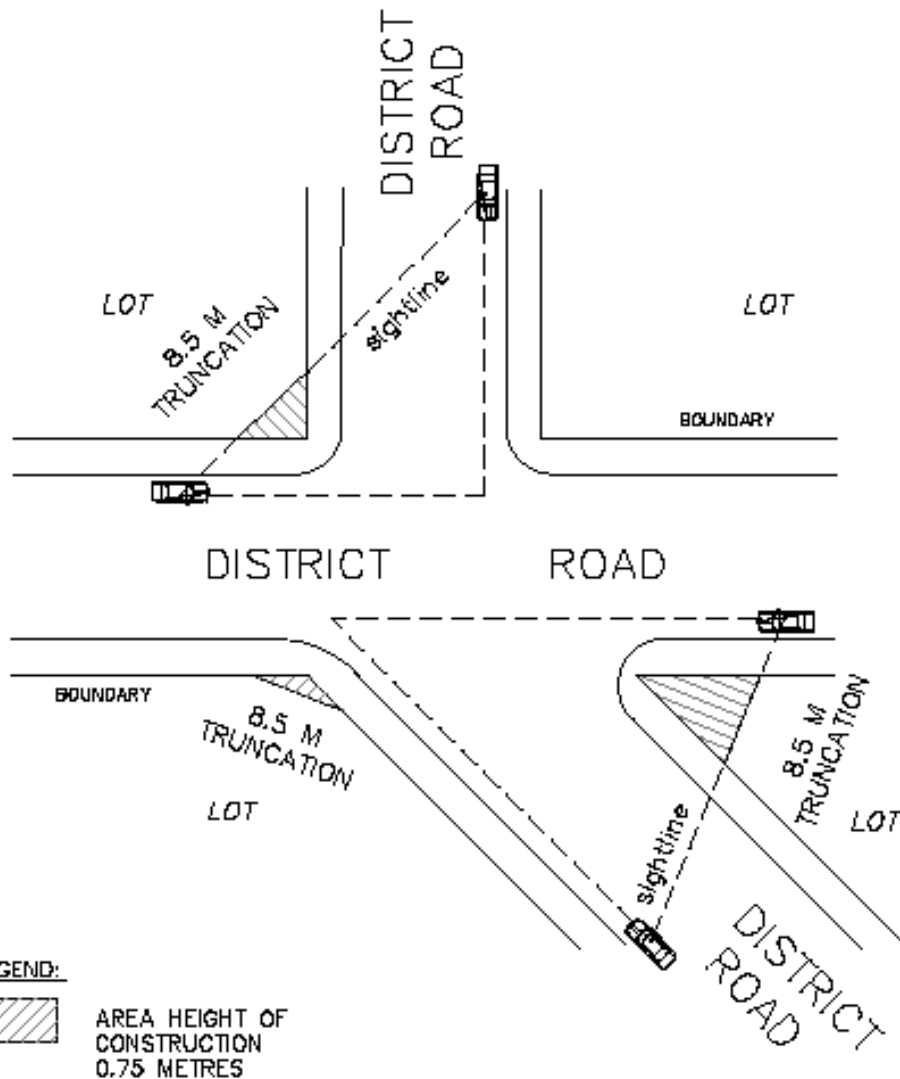 DISTRICT
ROAD
LOT
8.5 M
TRUNCATION
sightline
LOT
BOUNDARY
DISTRICT ROAD
BOUNDARY
8.5 M
TRUNCATION
LOT
8.5 M
TRUNCATION
LOT
sightline
DISTRICT
ROAD
GEND:
AREA HEIGHT OF
CONSTRUCTION
0.75 METRES